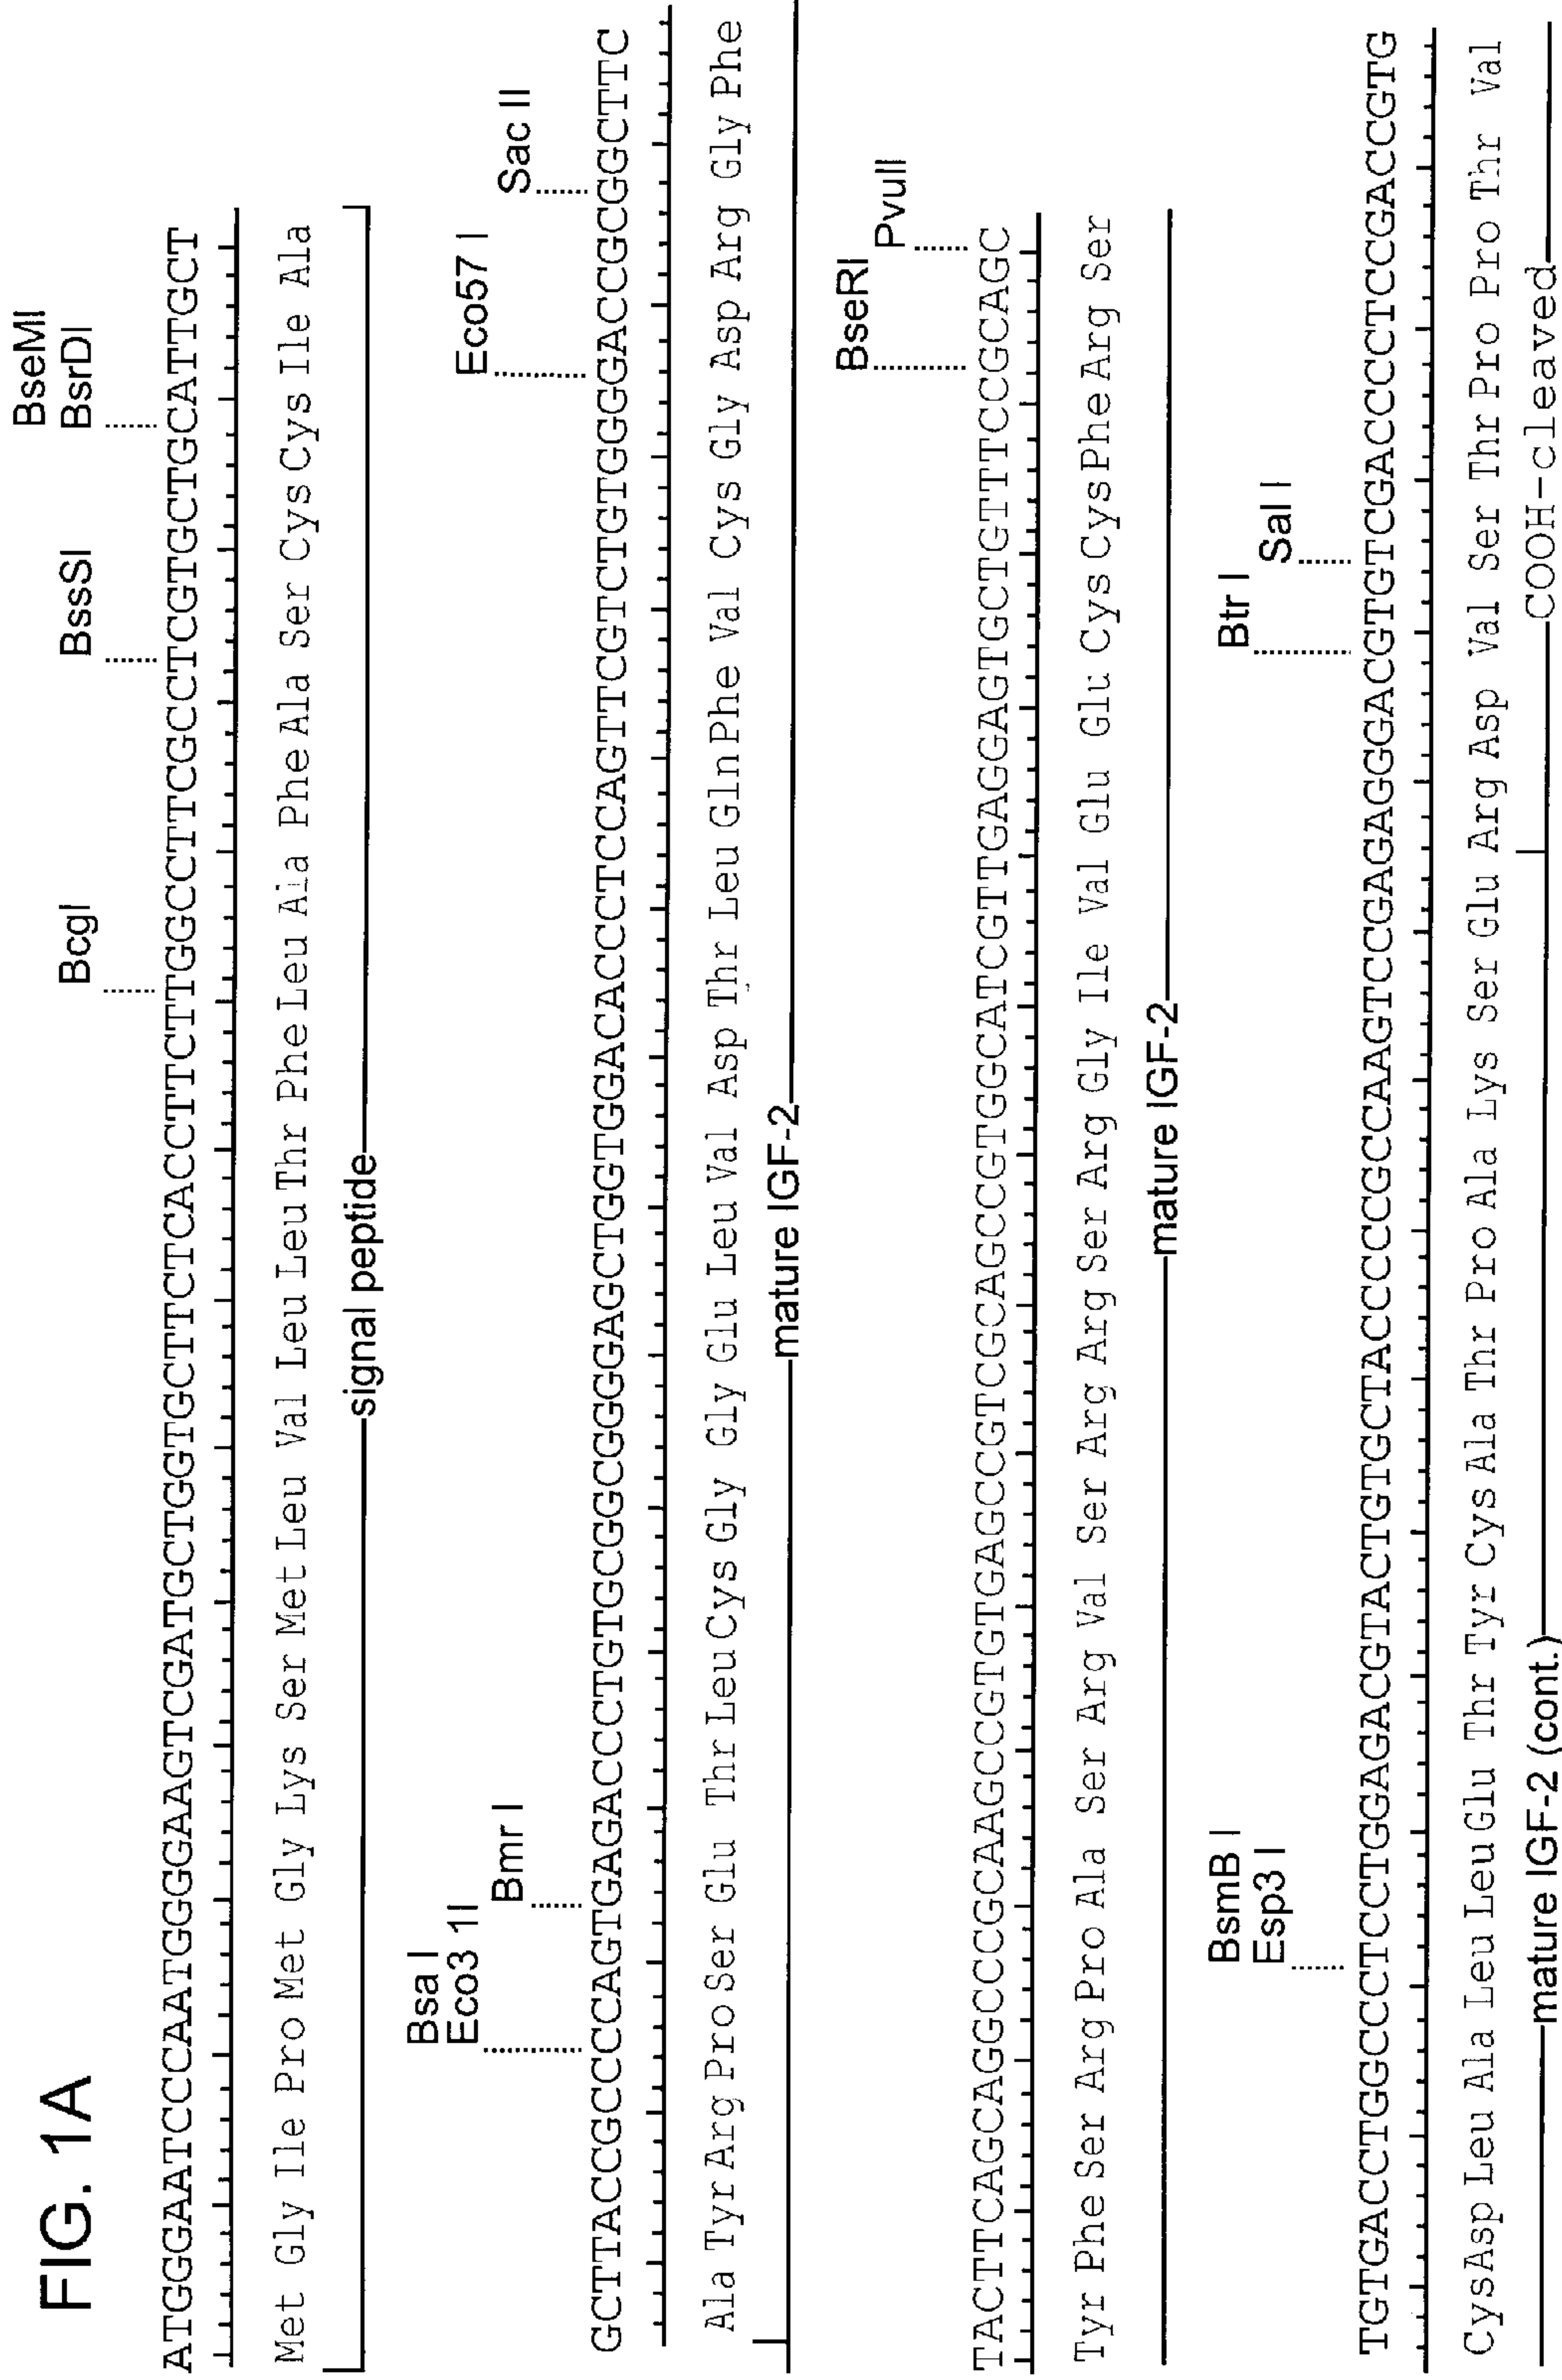 FIG. 1A
BseMI
BcgI BssSI BsrDI
ATGGGAATCCCAATGGGGAAGTCGATGCTGGTGCTTCTCACCTTCTTGGCCTTCGCCTCGTGCTGCATTGCT
Met Gly Ile Pro Met Gly Lys Ser Met Leu Val Leu Leu Thr Phe Leu Ala Phe Ala Ser Cys Cys Ile Ala
signal peptide
Bsa I
Eco3 1I Eco57 I
Bmr I Sac II
GCTTACCGCCCCAGTGAGACCCTGTGCGGCGGGGAGCTGGTGGACACCCTCCAGTTCGTCTGTGGGGACCGCGGCTTC
Ala Tyr Arg Pro Ser Glu Thr Leu Cys Gly Gly Glu Leu Val Asp Thr Leu Gln Phe Val Cys Gly Asp Arg Gly Phe
mature IGF-2
BseRI
PvuII
TACTTCAGCAGGCCCGCAAGCCGTGTGAGCCGTCGCAGCCGTGGCATCGTTGAGGAGTGCTGTTTCCGCAGC
Tyr Phe Ser Arg Pro Ala Ser Arg Val Ser Arg Arg Ser Arg Gly Ile Val Glu Glu Cys Cys Phe Arg Ser
mature IGF-2
BsmB I Btr I
Esp3 I Sal I
TGTGACCTGGCCCTCCTGGAGACGTACTGTGCTACCCCCGCCAAGTCCGAGAGGGACGTGTCGACCCCTCCGACCGTG
Cys Asp Leu Ala Leu Leu Glu Thr Tyr Cys Ala Thr Pro Ala Lys Ser Glu Arg Asp Val Ser Thr Pro Pro Thr Val
mature IGF-2 (cont.) COOH-cleaved